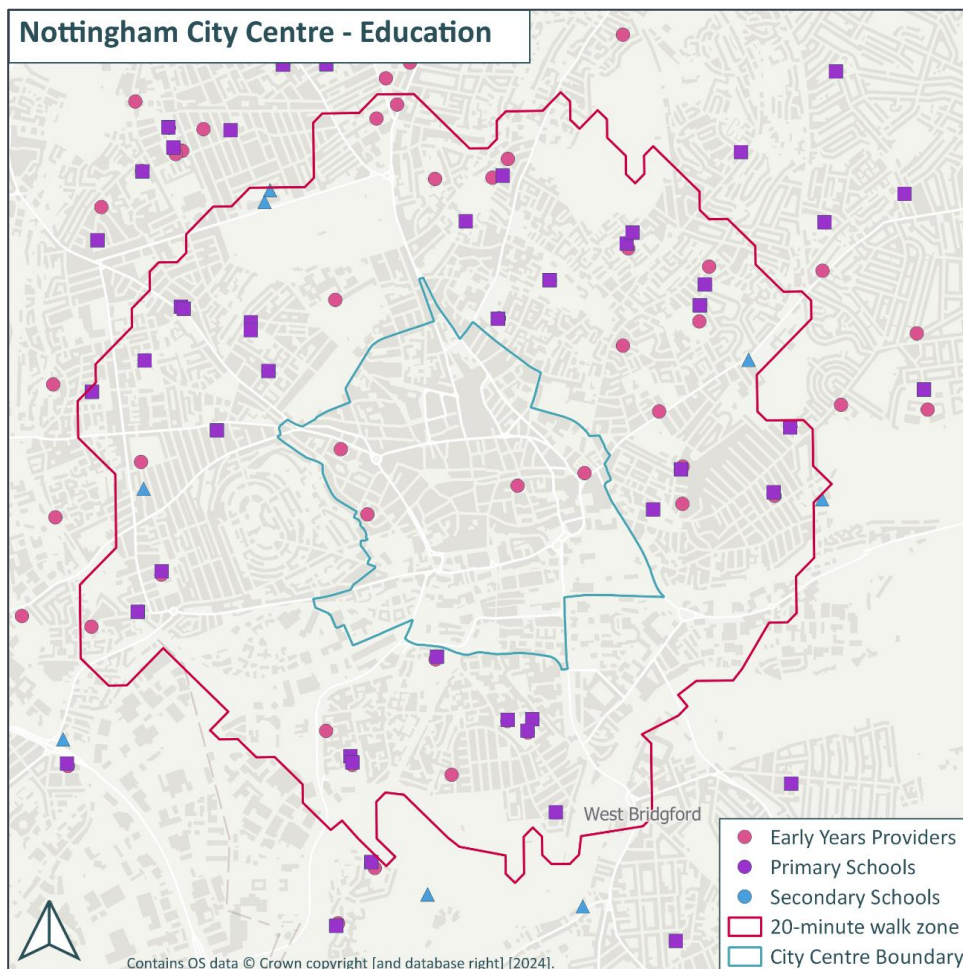 Nottingham City Centre - Education
West Bridgford
Early Years Providers
Primary Schools
Secondary Schools
20-minute walk zone
City Centre Boundary
Contains OS data © Crown copyright [and database right] [2024].